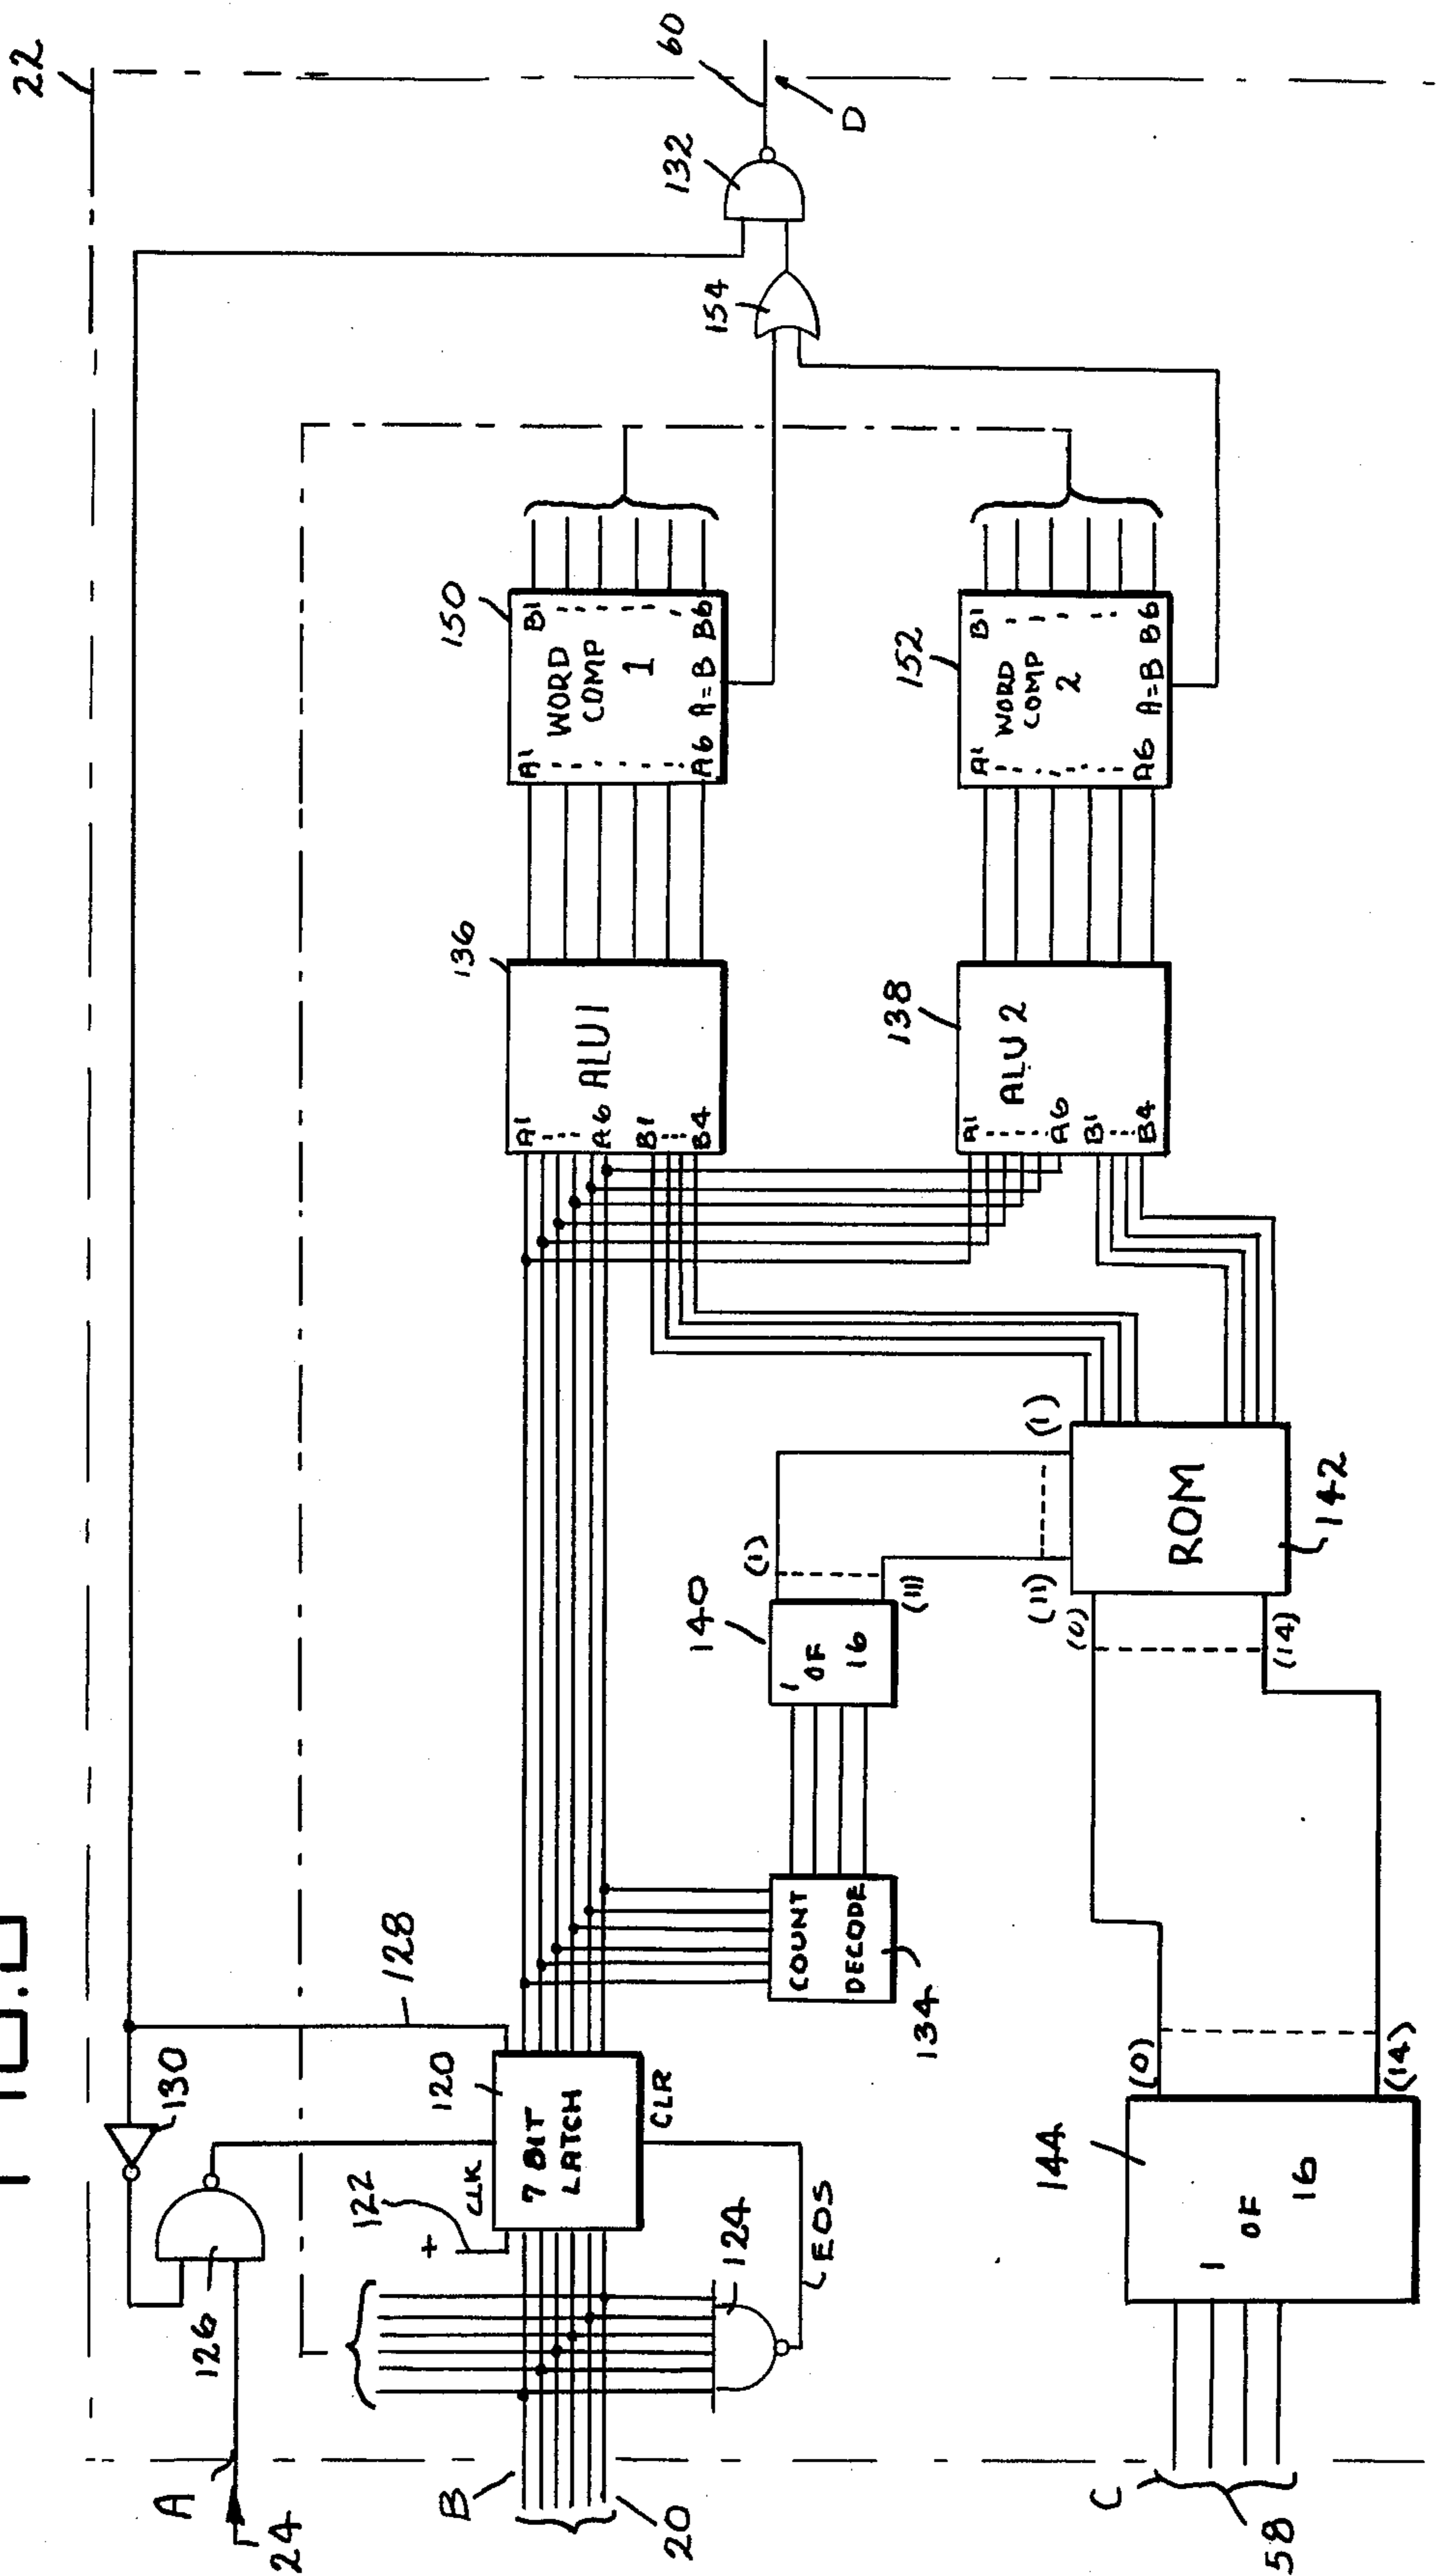 22
A
24
126
130
128
B
20
122
+
CLK
120
7 BIT
LATCH
CLR
124
EOS
COUNT
DECODE
134
140
1
OF
16
(1)
(11)
(1)
(11)
(0)
(14)
ROM
142
C
58
144
1
OF
16
(0)
(14)
136
ALU 1
A1
A6
B1
B4
138
ALU 2
A1
A6
B1
B4
150
WORD
COMP
1
A1
A6
A=B
B1
B6
152
WORD
COMP
2
A1
A6
A=B
B1
B6
154
132
60
D